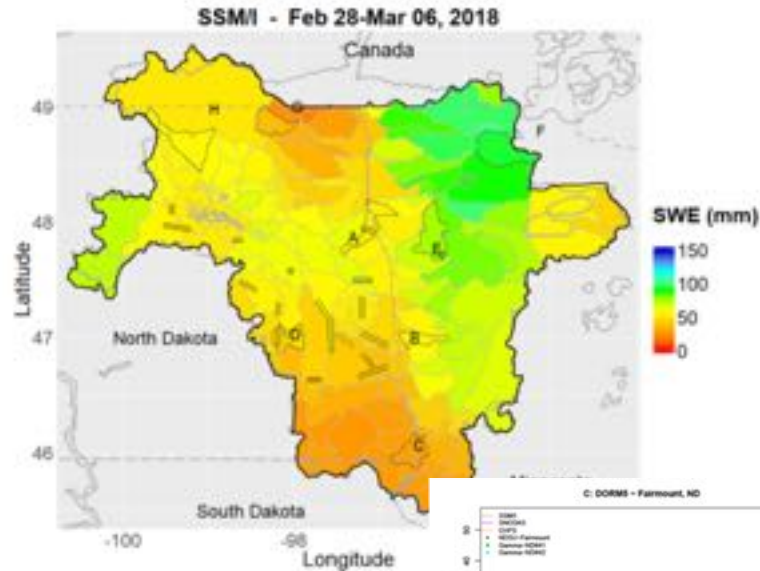 SSM/I - Feb 28-Mar 06, 2018
Canada
49
H
G
F
48
A
E
SWE (mm)
150
100
50
0
Latitude
47
North Dakota
D
B
46
C
South Dakota
-100
-98
Longitude
C: DORM5 - Fairmount, ND